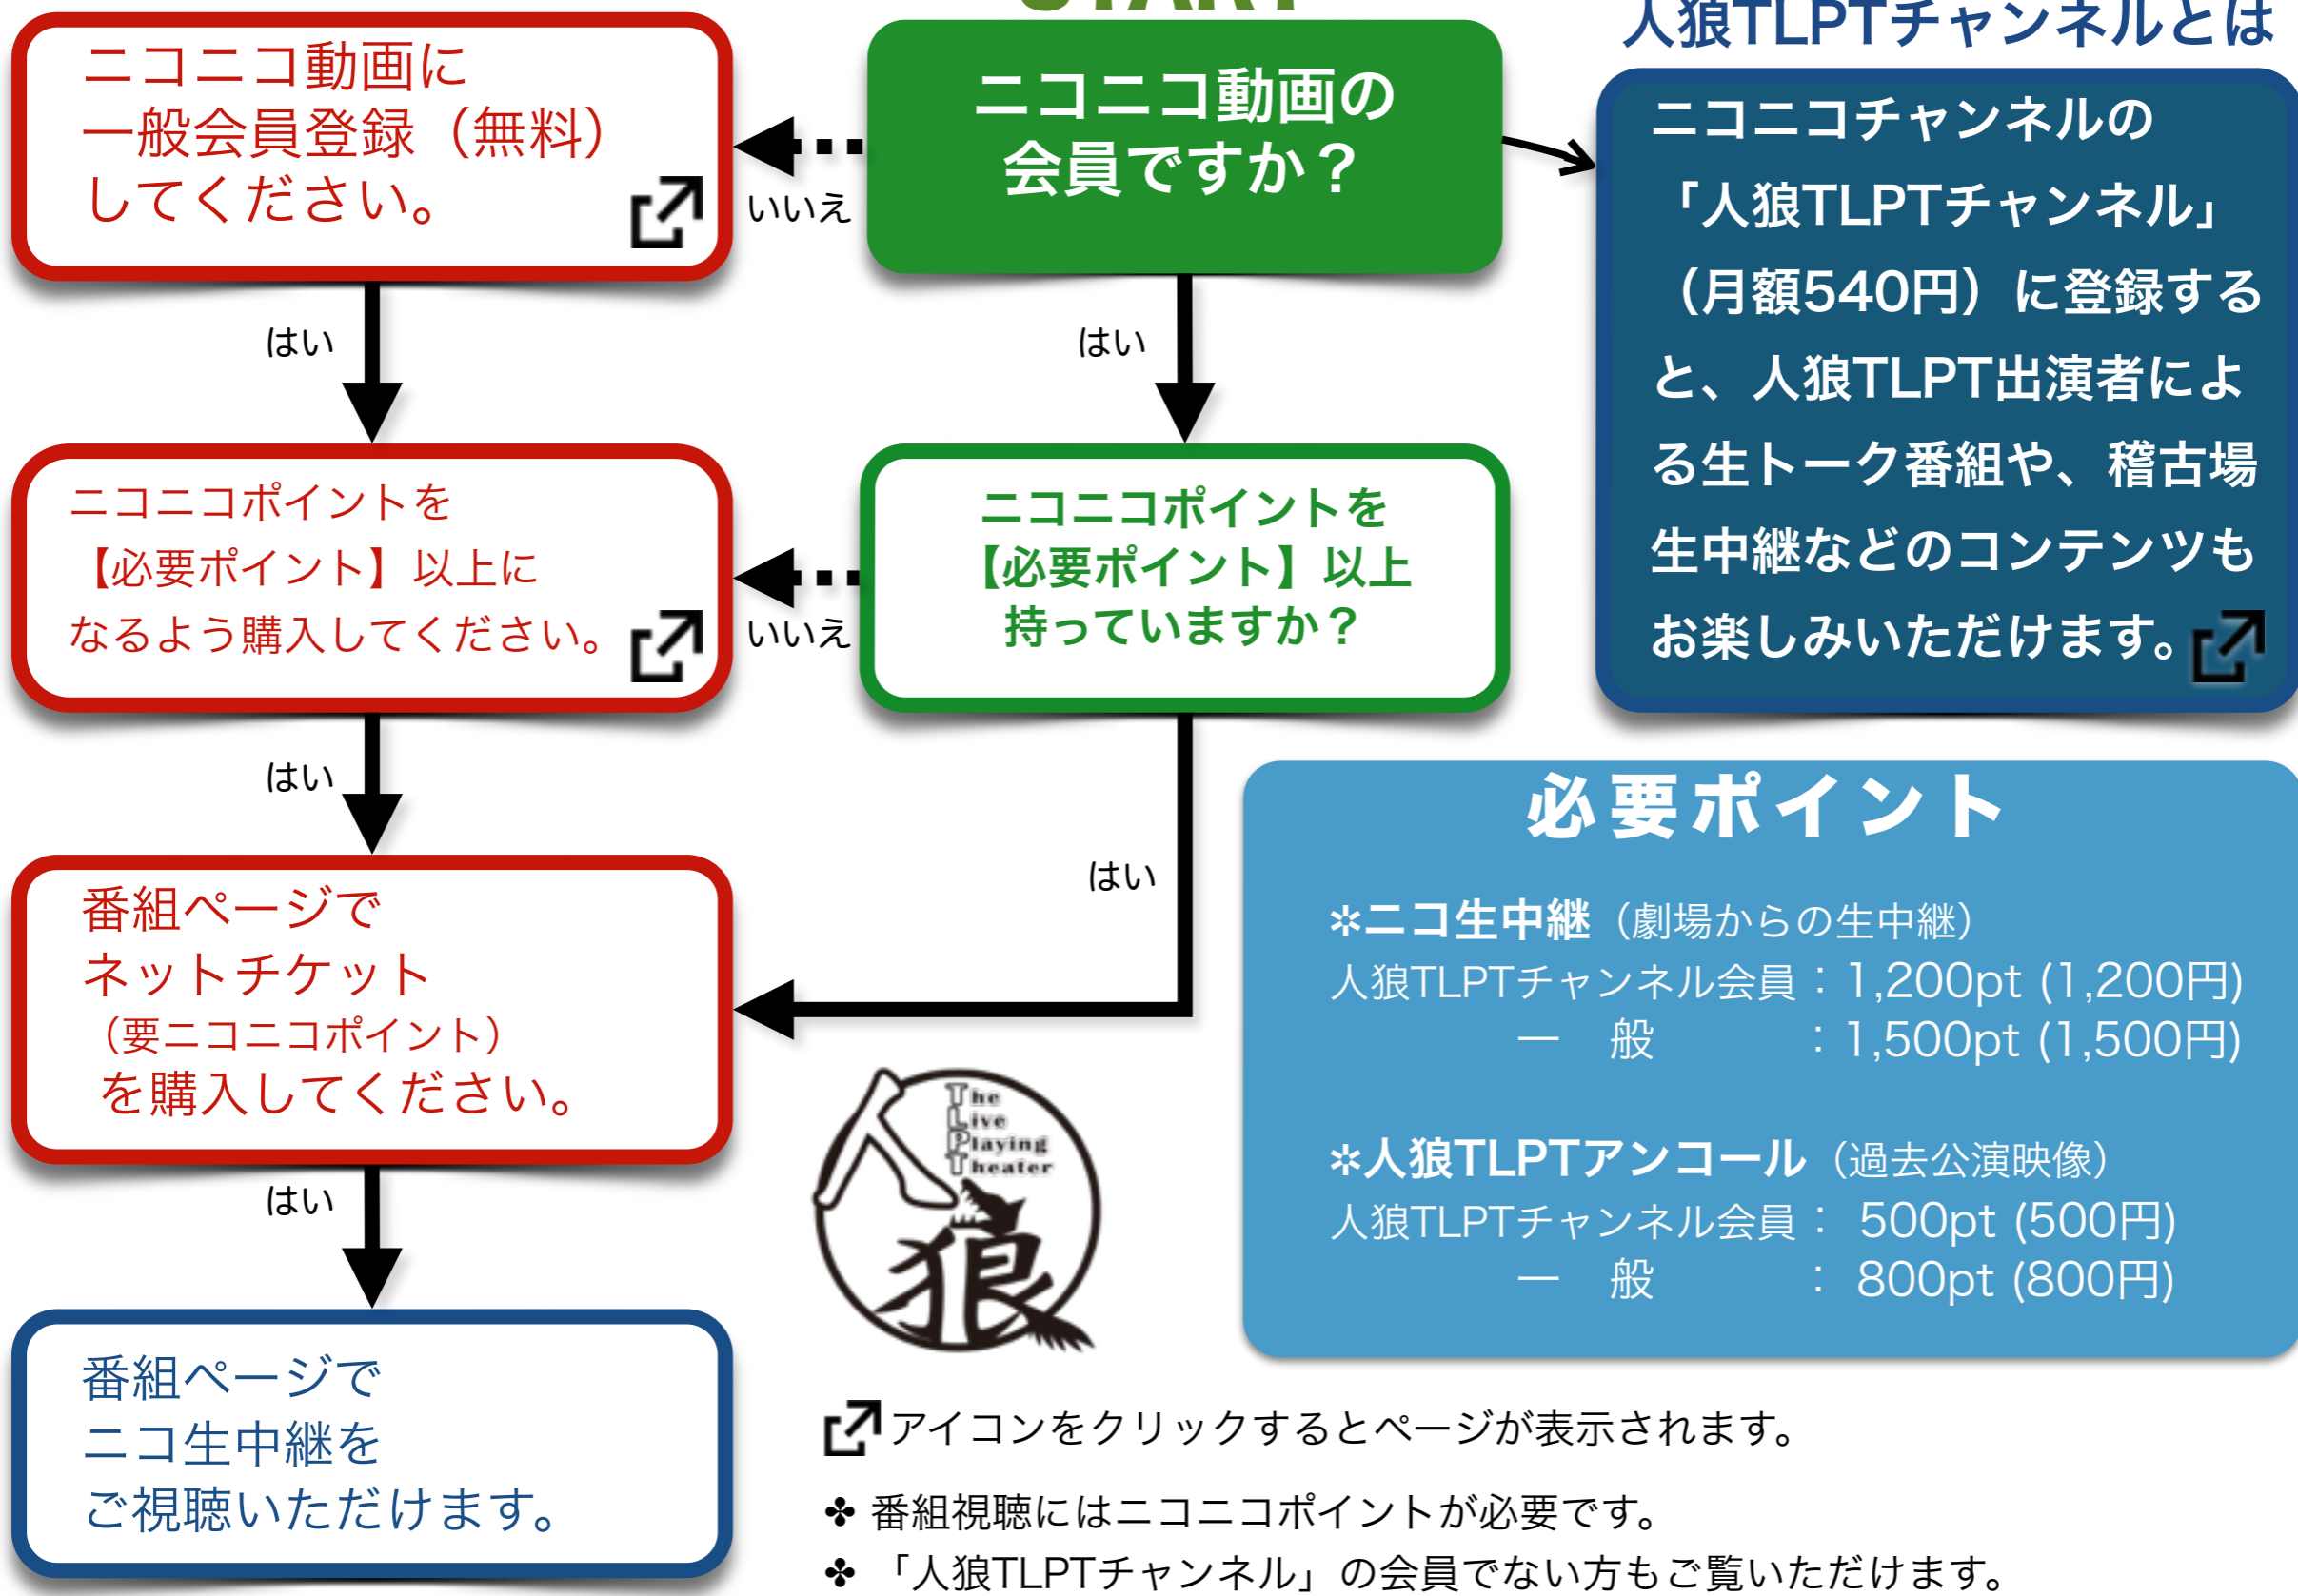 START
ニコニコ動画の
会員ですか？
いいえ
ニコニコ動画に
一般会員登録（無料）
してください。
はい
はい
ニコニコポイントを
【必要ポイント】以上
持っていますか？
いいえ
ニコニコポイントを
【必要ポイント】以上に
なるよう購入してください。
はい
はい
番組ページで
ネットチケット
（要ニコニコポイント）
を購入してください。
はい
番組ページで
ニコ生中継を
ご視聴いただけます。
人狼TLPTチャンネルとは
ニコニコチャンネルの
「人狼TLPTチャンネル」
（月額540円）に登録する
と、人狼TLPT出演者によ
る生トーク番組や、稽古場
生中継などのコンテンツも
お楽しみいただけます。
必要ポイント
✲ニコ生中継（劇場からの生中継）
人狼TLPTチャンネル会員：1,200pt (1,200円)
一　般　：1,500pt (1,500円)
✲人狼TLPTアンコール（過去公演映像）
人狼TLPTチャンネル会員： 500pt (500円)
一　般　： 800pt (800円)
The
Live
Playing
Theater
人狼
アイコンをクリックするとページが表示されます。
✤ 番組視聴にはニコニコポイントが必要です。
✤ 「人狼TLPTチャンネル」の会員でない方もご覧いただけます。